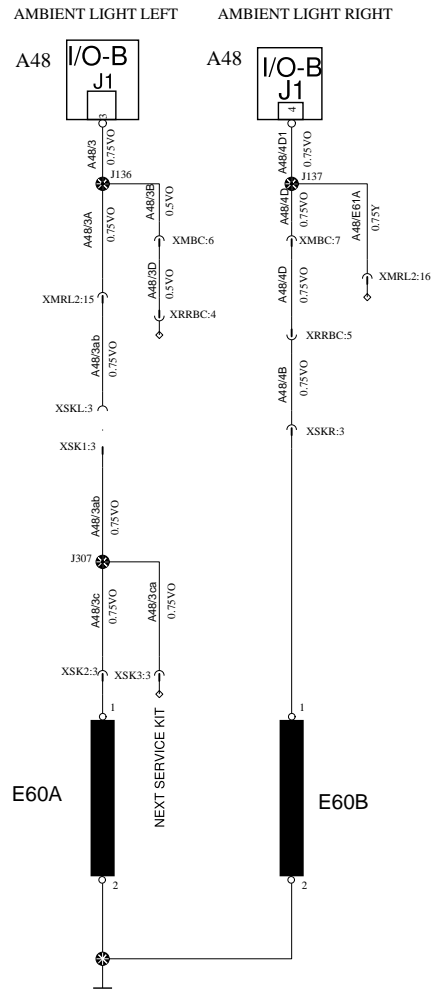 AMBIENT LIGHT LEFT
AMBIENT LIGHT RIGHT
A48
I/O-B
J1
3
A48
I/O-B
J1
4
A48/3
0.75VO
A48/4D1
0.75VO
J136
J137
A48/3A
0.75VO
A48/3B
0.5VO
A48/4D
0.75VO
A48/E61A
0.75Y
XMBC:6
XMBC:7
A48/3D
0.5VO
A48/4D
0.75VO
XMRL2:16
XMRL2:15
XRRBC:4
XRRBC:5
A48/3ab
0.75VO
A48/4B
0.75VO
XSKL:3
XSKR:3
XSK1:3
A48/3ab
0.75VO
J307
A48/3c
0.75VO
A48/3ca
0.75VO
XSK2:3
XSK3:3
NEXT SERVICE KIT
1
1
E60A
E60B
2
2